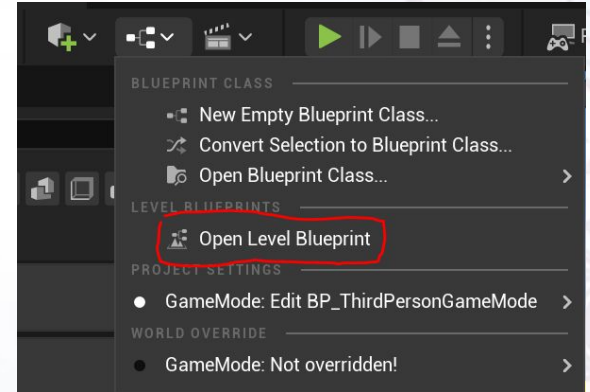 BLUEPRINT CLASS
New Empty Blueprint Class...
Convert Selection to Blueprint Class...
Open Blueprint Class...
LEVEL BLUEPRINTS
Open Level Blueprint
PROJECT SETTINGS
GameMode: Edit BP_ThirdPersonGameMode
WORLD OVERRIDE
GameMode: Not overridden!